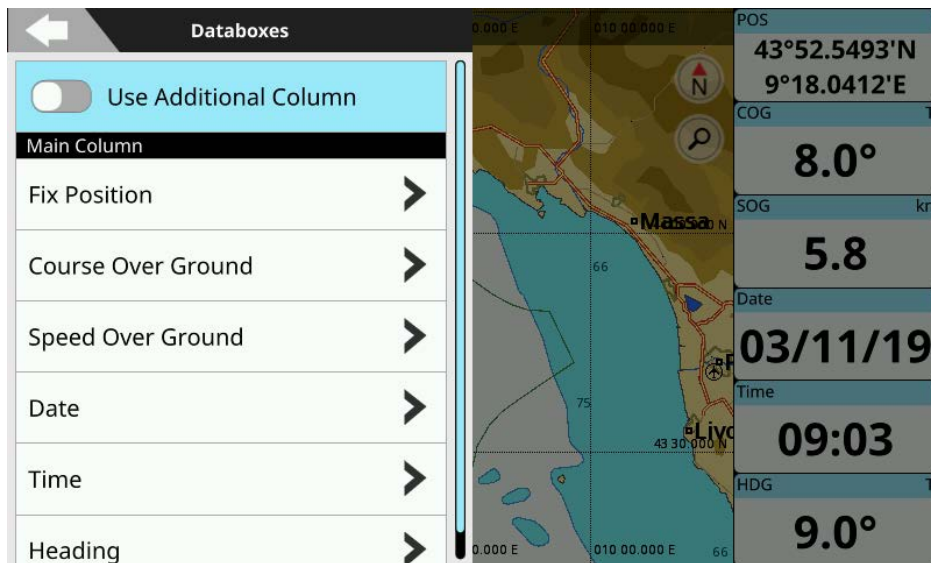 Databoxes
Use Additional Column
Main Column
Fix Position
Course Over Ground
Speed Over Ground
Date
Time
Heading
0.000 E
010 00.000 E
N
Massa
N
66
75
Livo
43 30.000 N
0.000 E
010 00.000 E
66
POS
43°52.5493'N
9°18.0412'E
COG T
8.0°
SOG
5.8
Date
03/11/19
Time
09:03
HDG T
9.0°